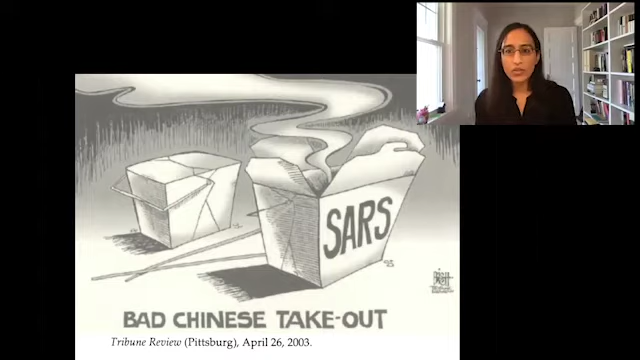 SARS
BAD CHINESE TAKE-OUT
Tribune Review (Pittsburg), April 26, 2003.